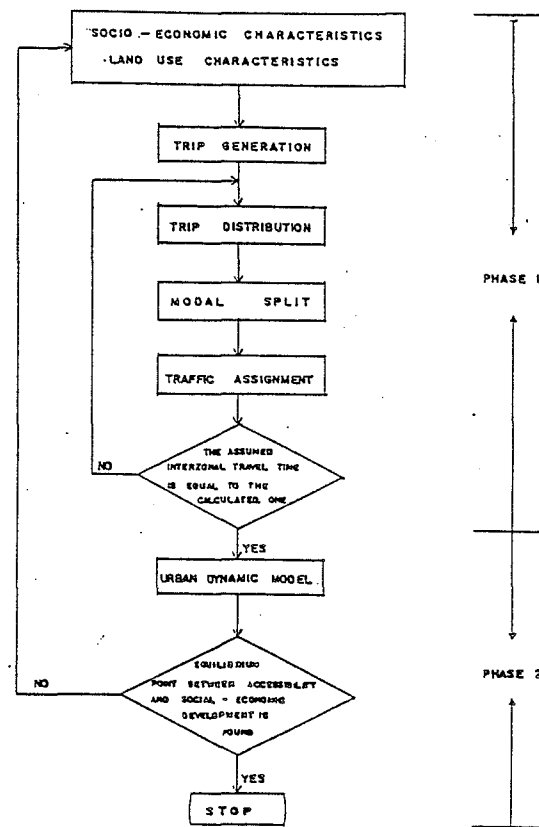 SOCIO.-ECONOMIC CHARACTERISTICS
LAND USE CHARACTERISTICS
TRIP GENERATION
TRIP DISTRIBUTION
MODAL SPLIT
TRAFFIC ASSIGNMENT
THE ASSUMED
INTERZONAL TRAVEL TIME
IS EQUAL TO THE
CALCULATED ONE
NO
YES
URBAN DYNAMIC MODEL
EQUILIBRIUM
POINT BETWEEN ACCESSIBILITY
AND SOCIAL - ECONOMIC
DEVELOPMENT IS
FOUND
NO
YES
STOP
PHASE 1
PHASE 2